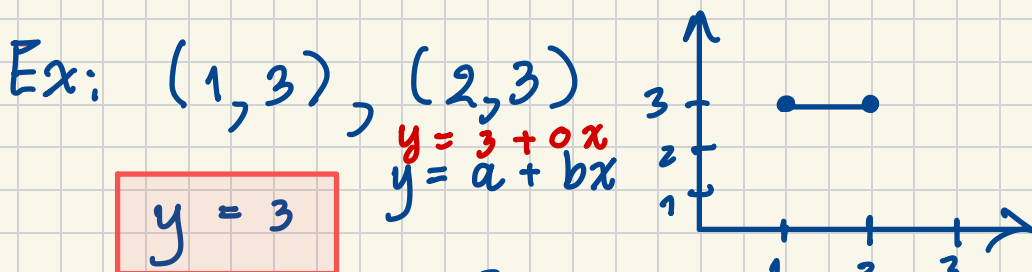 Ex: (1,3), (2,3)
y = 3 + 0x
y = a + bx
y = 3
3
2
1
1 2 3